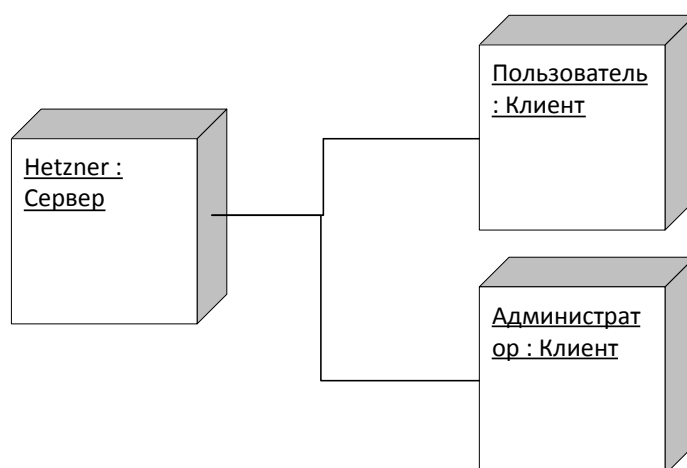 Пользователь
: Клиент
Hetzner :
Сервер
Администрат
ор : Клиент